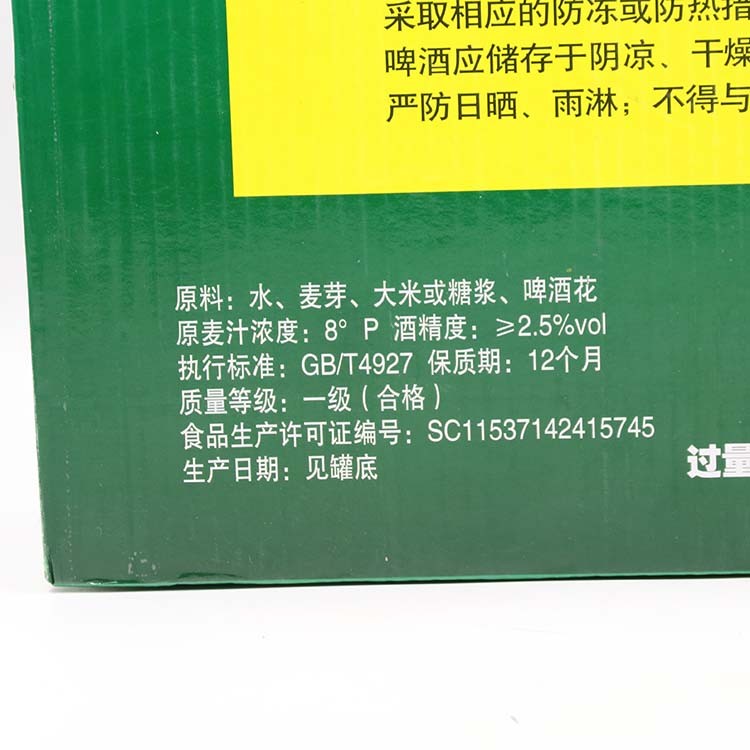 采取相应的防冻或防热措
啤酒应储存于阴凉、干燥
严防日晒、雨淋；不得与
原料：水、麦芽、大米或糖浆、啤酒花
原麦汁浓度：8° P 酒精度：≥2.5%vol
执行标准：GB/T4927 保质期：12个月
质量等级：一级（合格）
食品生产许可证编号：SC11537142415745
生产日期：见罐底
过量